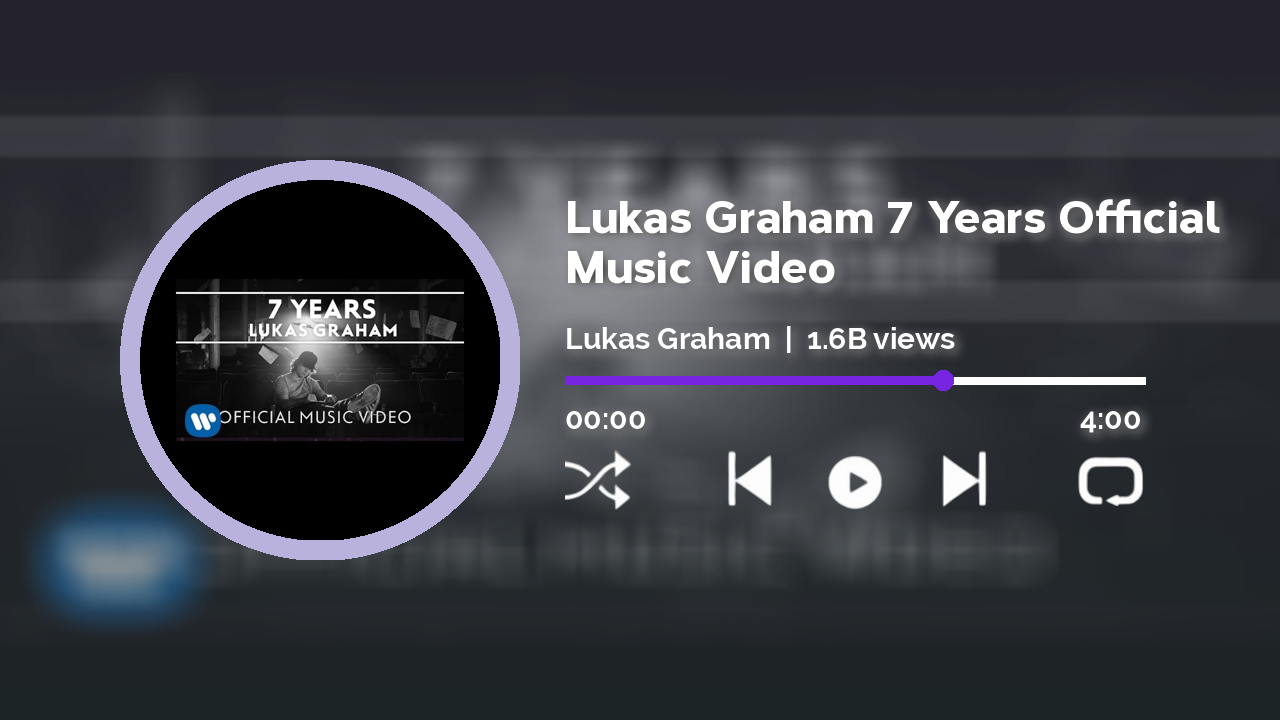 7 YEARS
LUKAS GRAHAM
OFFICIAL MUSIC VIDEO
Lukas Graham 7 Years Official
Music Video
Lukas Graham | 1.6B views
00:00
4:00